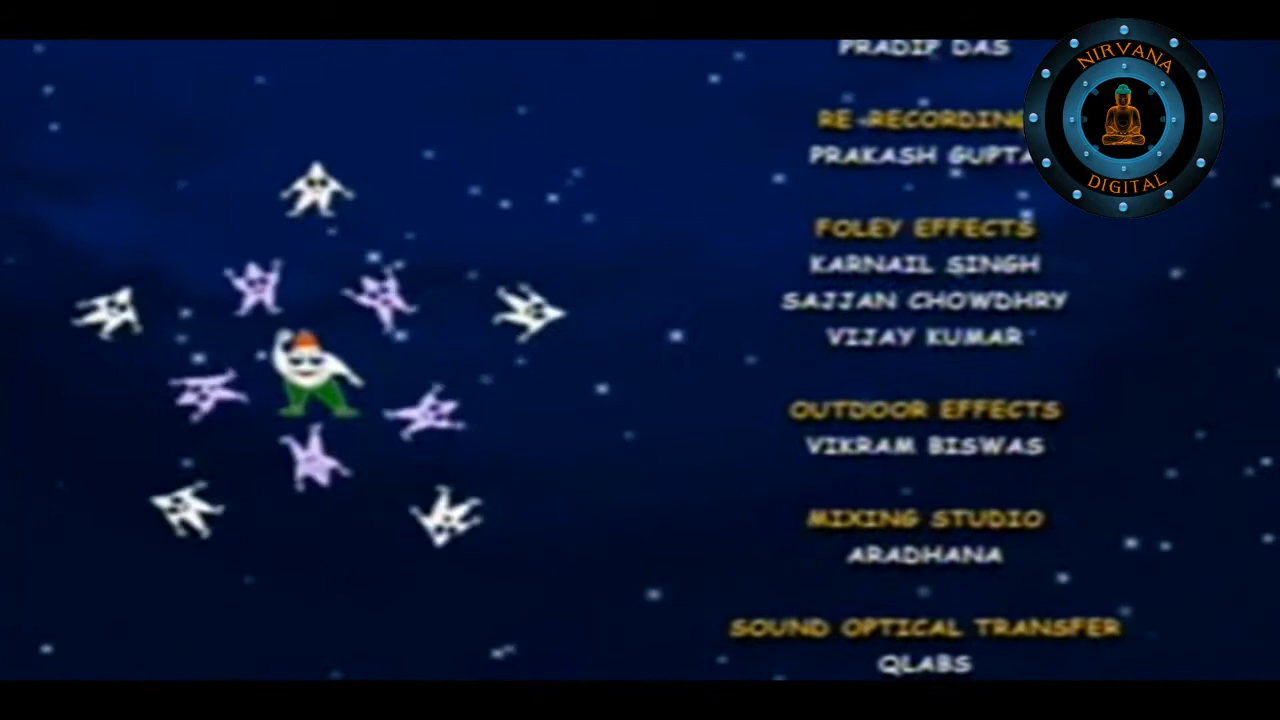 PRADIP DAS
RE-RECORDING
PRAKASH GUPTA
FOLEY EFFECTS
KARNAIL SINGH
SAJJAN CHOWDHRY
VIJAY KUMAR
OUTDOOR EFFECTS
VIKRAM BISWAS
MIXING STUDIO
ARADHANA
SOUND OPTICAL TRANSFER
QLABS
NIRVANA
DIGITAL